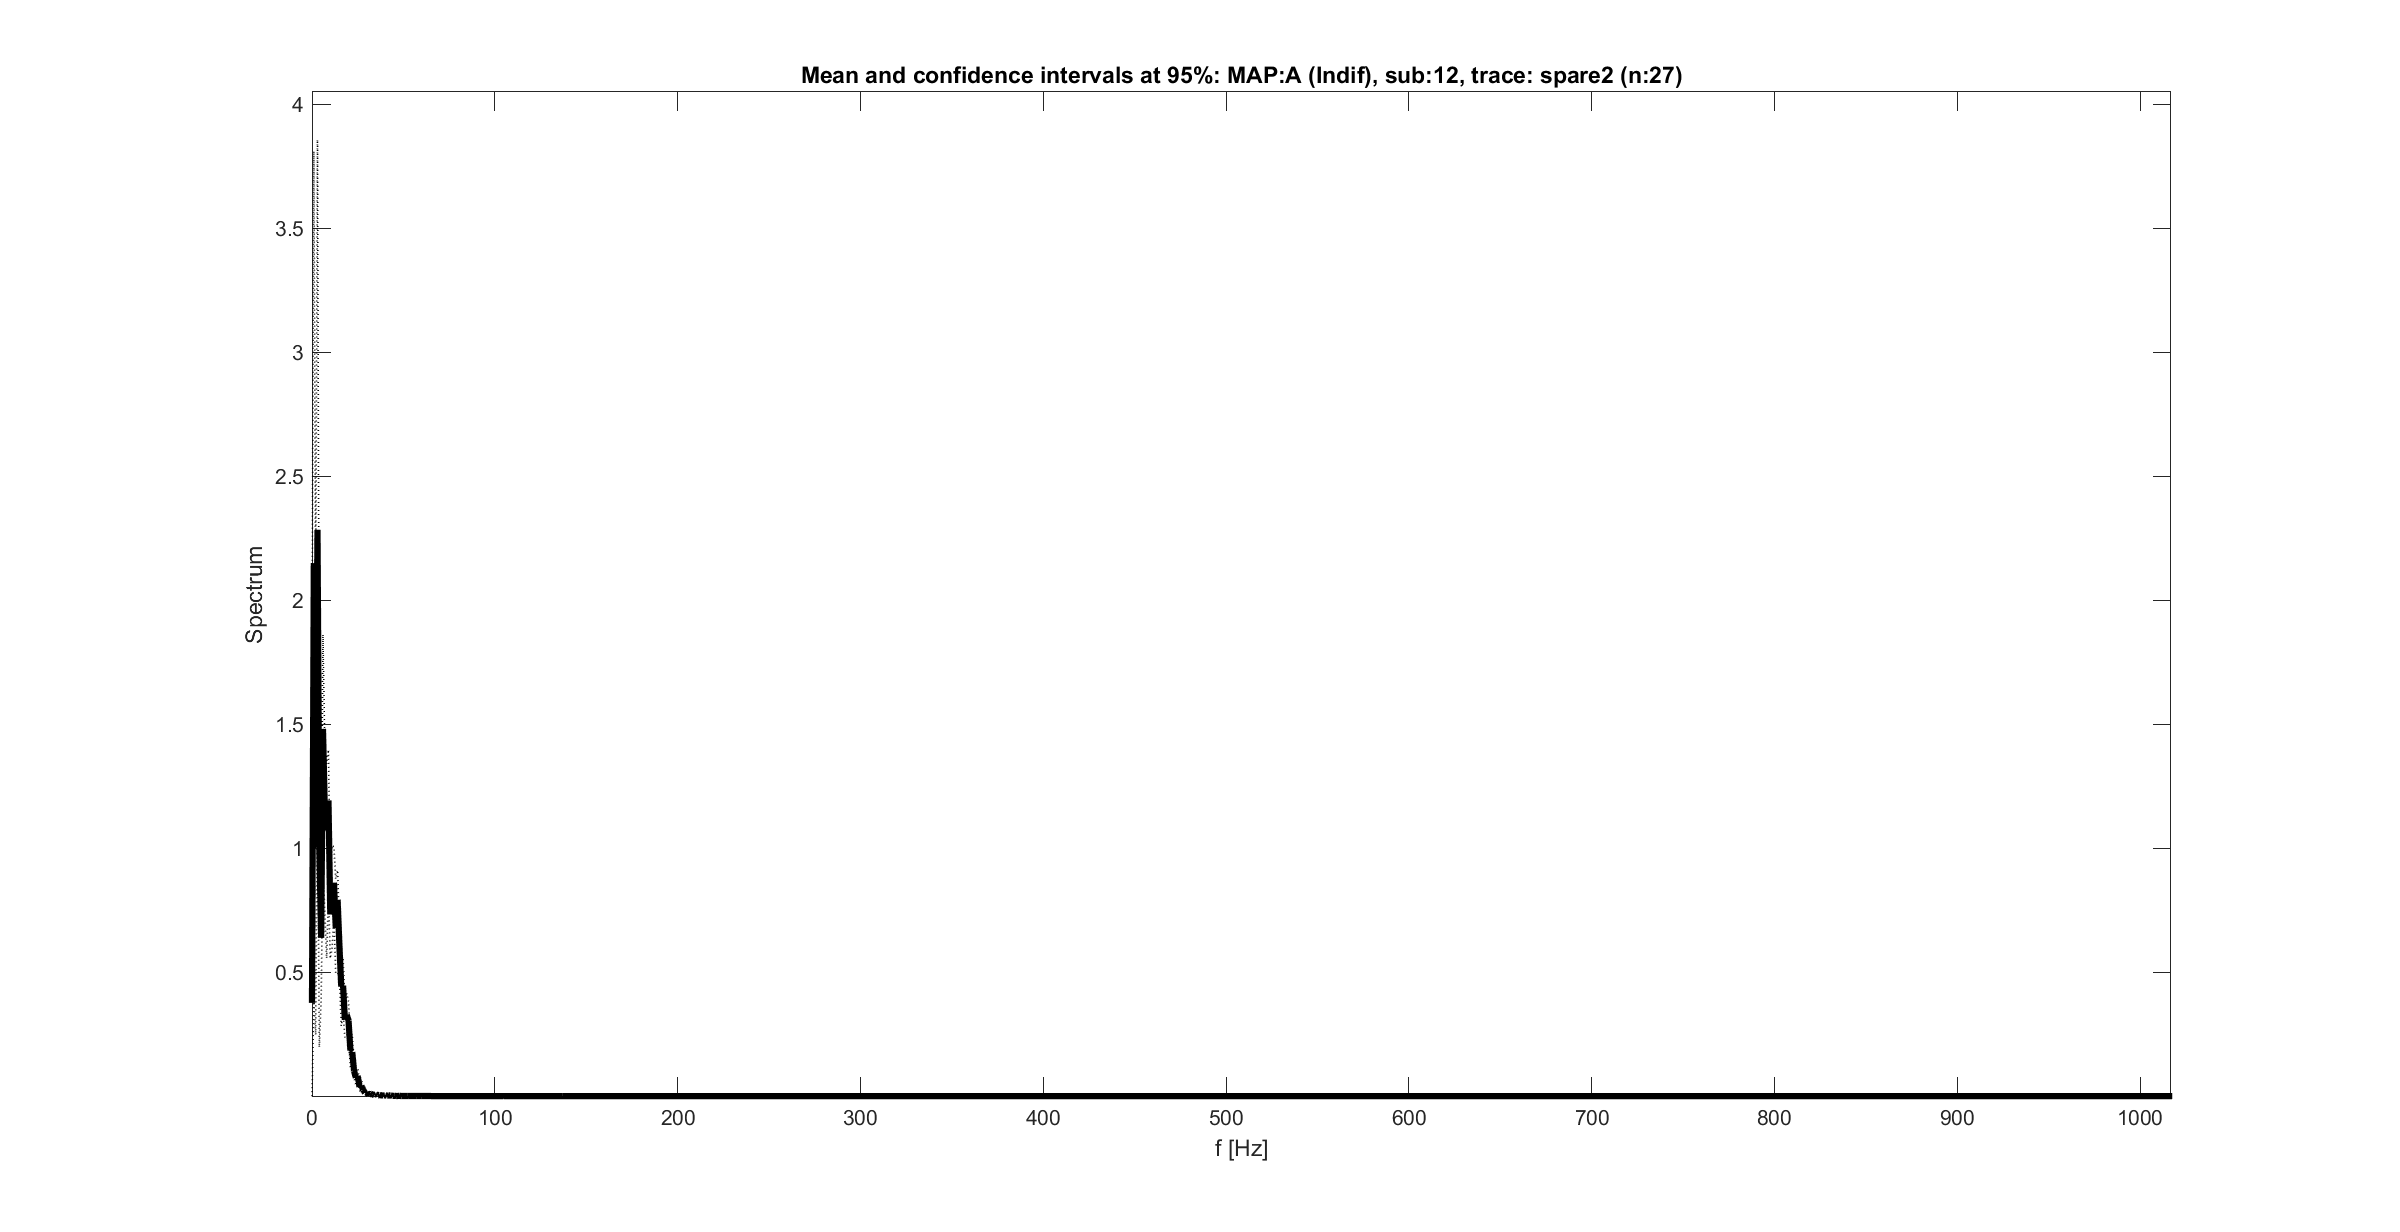 Mean and confidence intervals at 95%: MAP:A (Indif), sub:12, trace: spare2 (n:27)
4
3.5
3
2.5
2
1.5
1
0.5
Spectrum
0 100 200 300 400 500 600 700 800 900 1000
f [Hz]